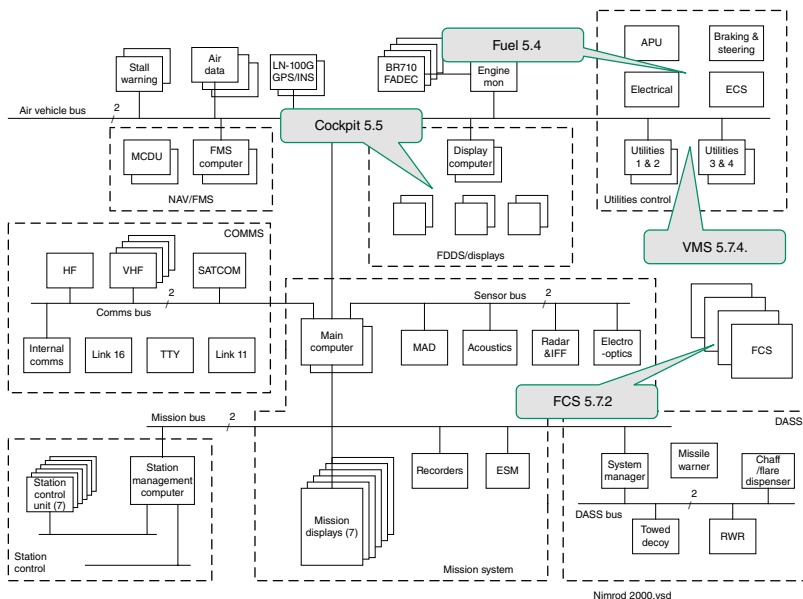 Fuel 5.4
APU
Braking &
steering
Stall
warning
Air
data
LN-100G
GPS/INS
BR710
FADEC
Engine
mon
Electrical
ECS
Air vehicle bus
2
Cockpit 5.5
MCDU
FMS
computer
Display
computer
Utilities
1 & 2
Utilities
3 & 4
NAV/FMS
Utilities control
COMMS
FDDS/displays
VMS 5.7.4.
HF
VHF
SATCOM
2
Comms bus
Sensor bus
2
Internal
comms
Link 16
TTY
Link 11
Main
computer
MAD
Acoustics
Radar
&IFF
Electro
-optics
FCS
FCS 5.7.2
Mission bus
2
DASS
Station
control
unit (7)
Station
management
computer
Recorders
ESM
System
manager
Missile
warner
Chaff
/flare
dispenser
Mission
displays (7)
2
DASS bus
Towed
decoy
RWR
Station
control
Mission system
Nimrod 2000.vsd